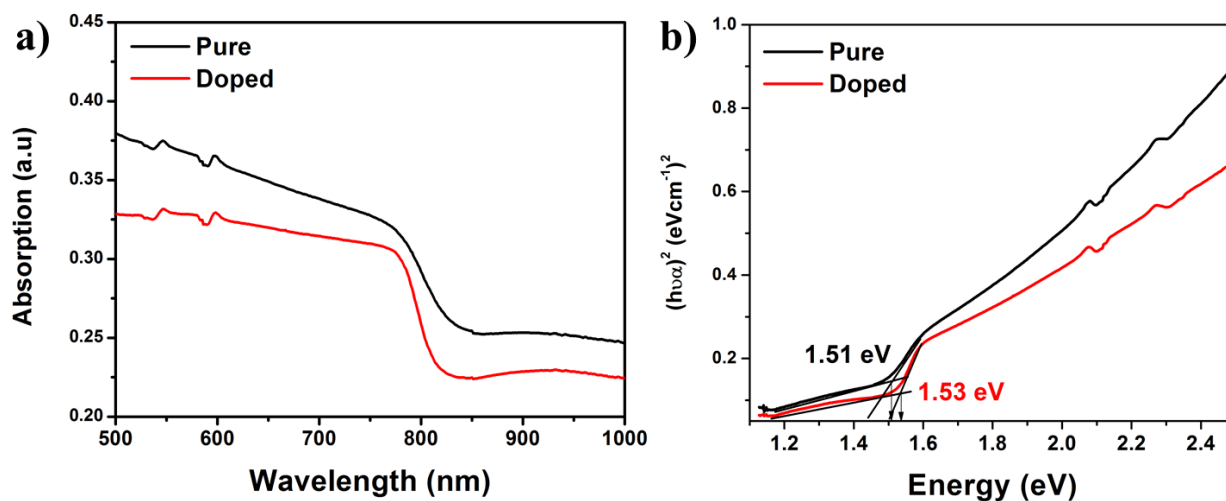 a)
Pure
Doped
0.45
0.40
0.35
0.30
0.25
0.20
Absorption (a.u)
500 600 700 800 900 1000
Wavelength (nm)
b)
Pure
Doped
1.0
0.8
0.6
0.4
0.2
(hυα)² (eVcm⁻¹)²
1.51 eV
1.53 eV
1.2 1.4 1.6 1.8 2.0 2.2 2.4
Energy (eV)